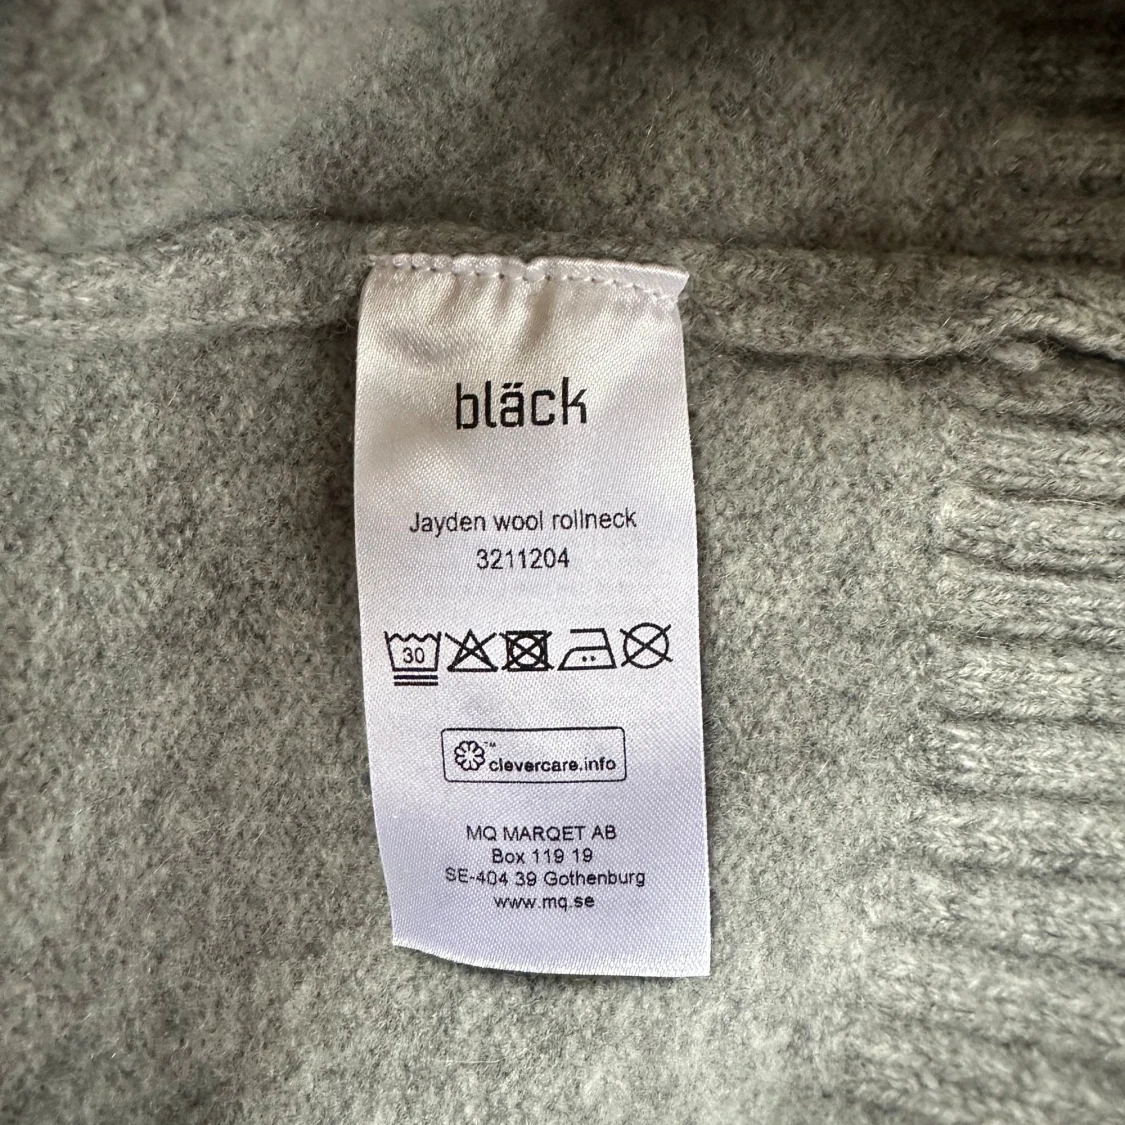 bläck
Jayden wool rollneck
3211204
30
™
clevercare.info
MQ MARQET AB
Box 119 19
SE-404 39 Gothenburg
www.mq.se